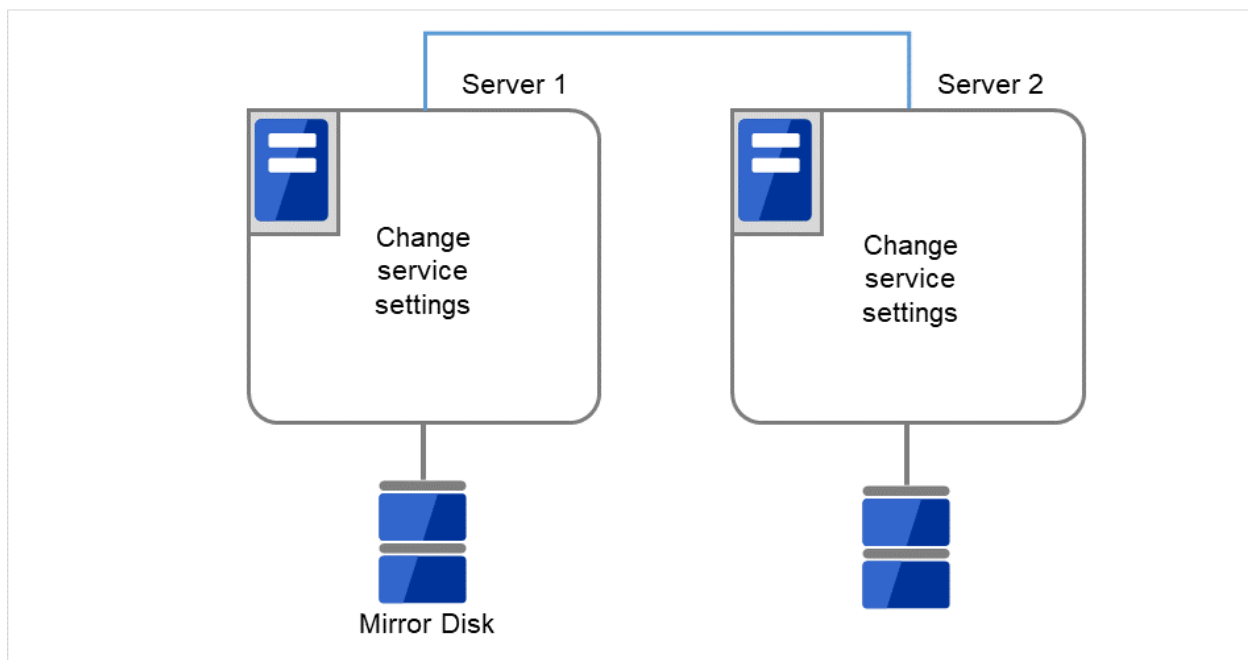 Server 1
Server 2
Change
service
settings
Change
service
settings
Mirror Disk